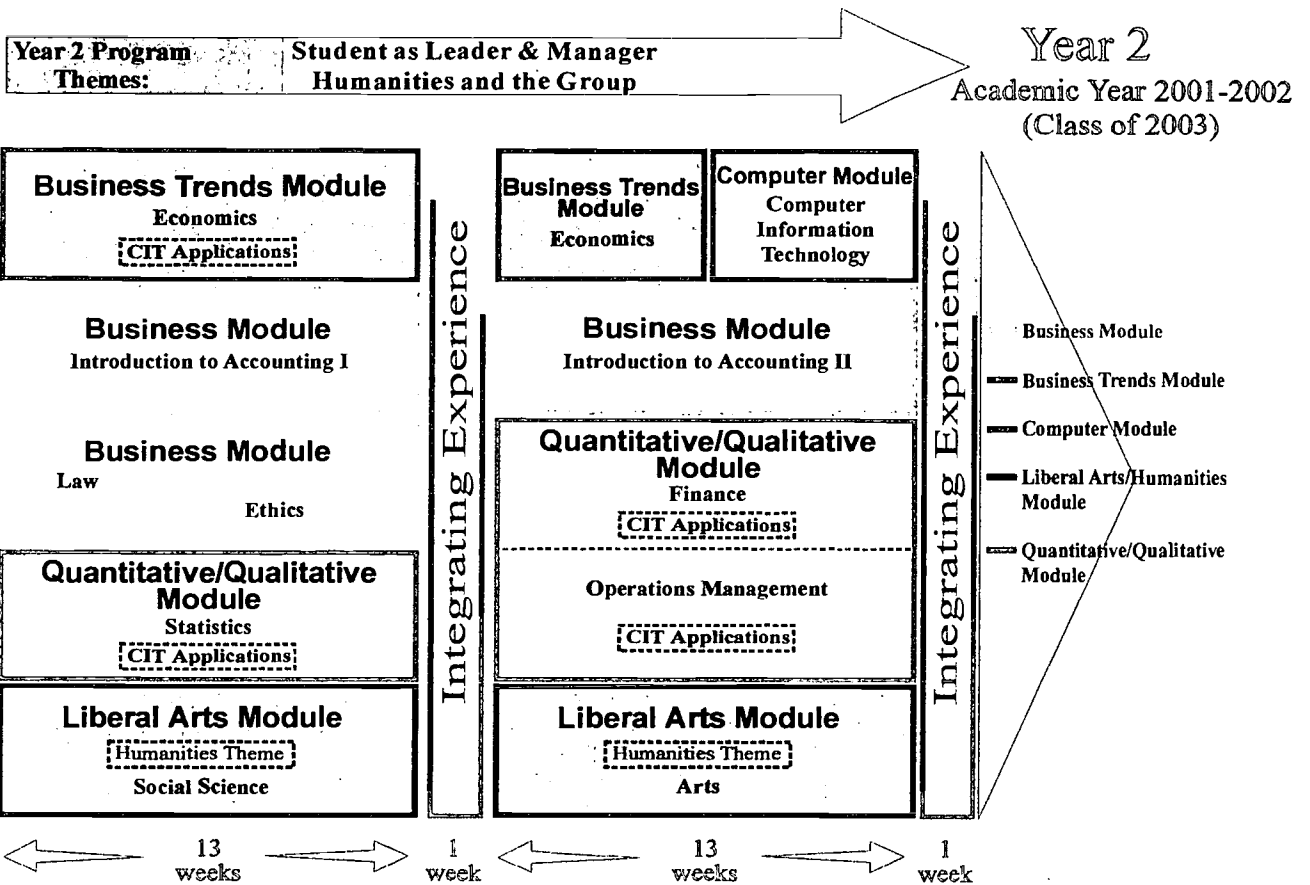 Year 2 Program
Themes:
Student as Leader & Manager
Humanities and the Group
Year 2
Academic Year 2001-2002
(Class of 2003)
Business Trends Module
Economics
CIT Applications
Business Module
Introduction to Accounting I
Business Module
Law
Ethics
Quantitative/Qualitative
Module
Statistics
CIT Applications
Liberal Arts Module
Humanities Theme
Social Science
Integrating Experience
Business Trends
Module
Economics
Computer Module
Computer
Information
Technology
Business Module
Introduction to Accounting II
Quantitative/Qualitative
Module
Finance
CIT Applications
Operations Management
CIT Applications
Liberal Arts Module
Humanities Theme
Arts
Integrating Experience
Business Module
Business Trends Module
Computer Module
Liberal Arts/Humanities
Module
Quantitative/Qualitative
Module
13
weeks
1
week
13
weeks
1
week